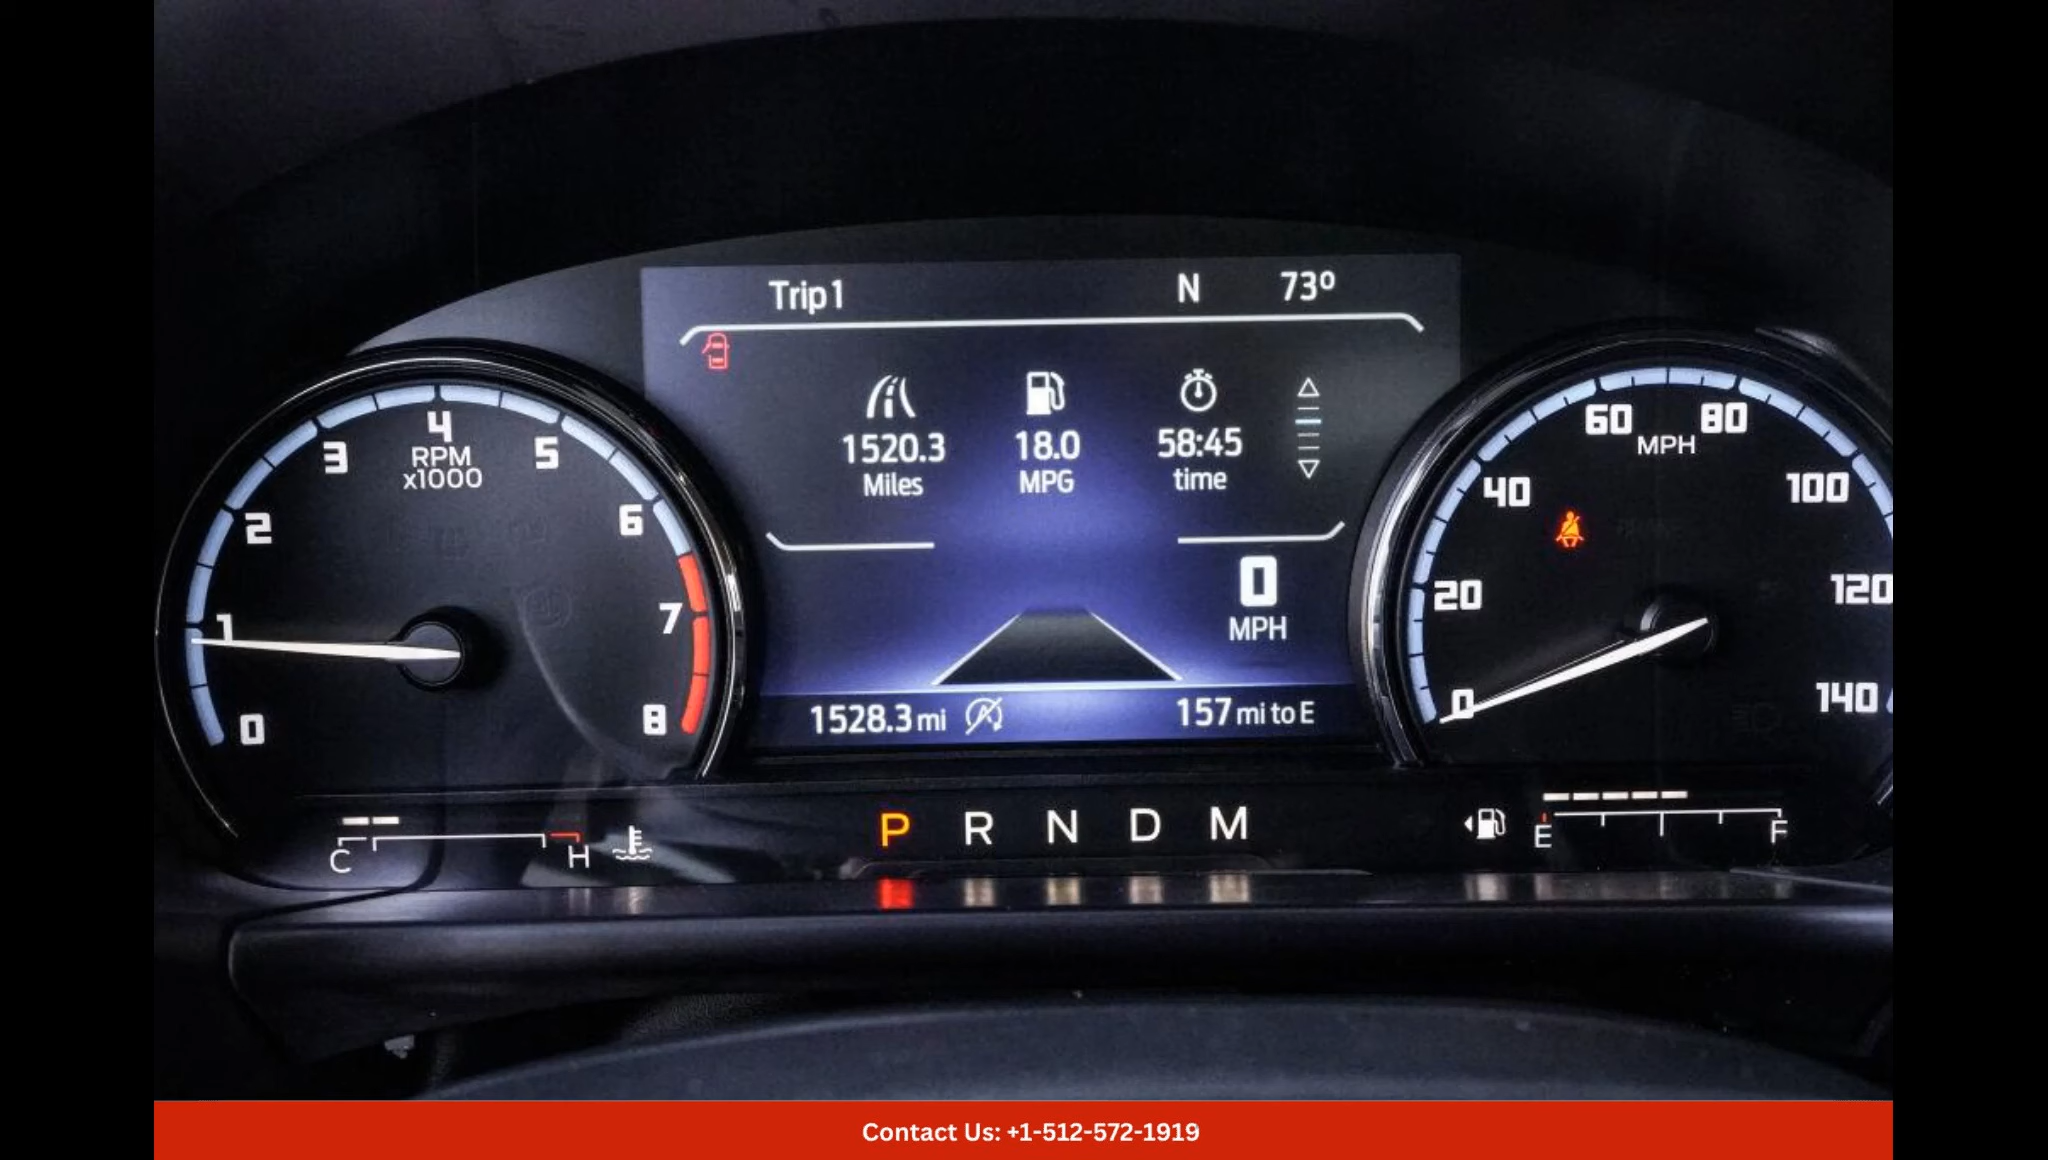 Trip 1 N 73º
1520.3 18.0 58:45
Miles MPG time
0
MPH
1528.3 mi A 157 mi to E
0 1 2 3 4 5 6 7 8
RPM
x1000
0 20 40 60 80 100 120 140
MPH
C H
P R N D M
E F
Contact Us: +1-512-572-1919